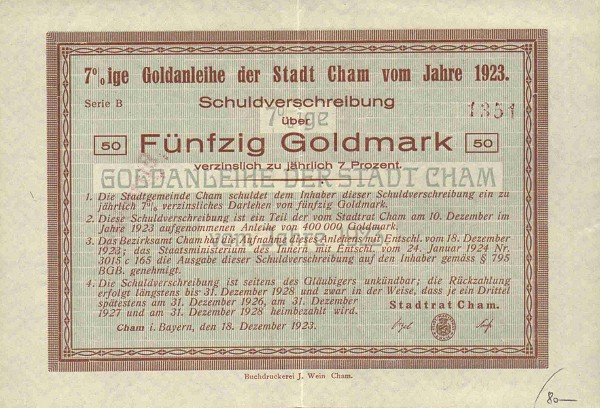 7%ige Goldanleihe der Stadt Cham vom Jahre 1923.
Serie B
Schuldverschreibung
1351
über
7%ige
50 Fünfzig Goldmark 50
verzinslich zu jährlich 7 Prozent.
GOLDANLEIHE DER STADT CHAM
1. Die Stadtgemeinde Cham schuldet dem Inhaber dieser Schuldverschreibung ein zu
jährlich 7% verzinsliches Darlehen von fünfzig Goldmark.
2. Diese Schuldverschreibung ist ein Teil der vom Stadtrat Cham am 10. Dezember im
Jahre 1923 aufgenommenen Anleihe von 400 000 Goldmark.
3. Das Bezirksamt Cham hat die Aufnahme dieses Anlehens mit Entschl. vom 18. Dezember
1923; das Staatsministerium des Innern mit Entschl. vom 24. Januar 1924 Nr.
3015 c 165 die Ausgabe dieser Schuldverschreibung auf den Inhaber gemäss § 795
BGB. genehmigt.
4. Die Schuldverschreibung ist seitens des Gläubigers unkündbar; die Rückzahlung
erfolgt längstens bis 31. Dezember 1928 und zwar in der Weise, dass je ein Drittel
spätestens am 31. Dezember 1926, am 31. Dezember
1927 und am 31. Dezember 1928 heimbezahlt wird.
Stadtrat Cham.
Cham i. Bayern, den 18. Dezember 1923.
Buchdruckerei J. Wein Cham.
80—